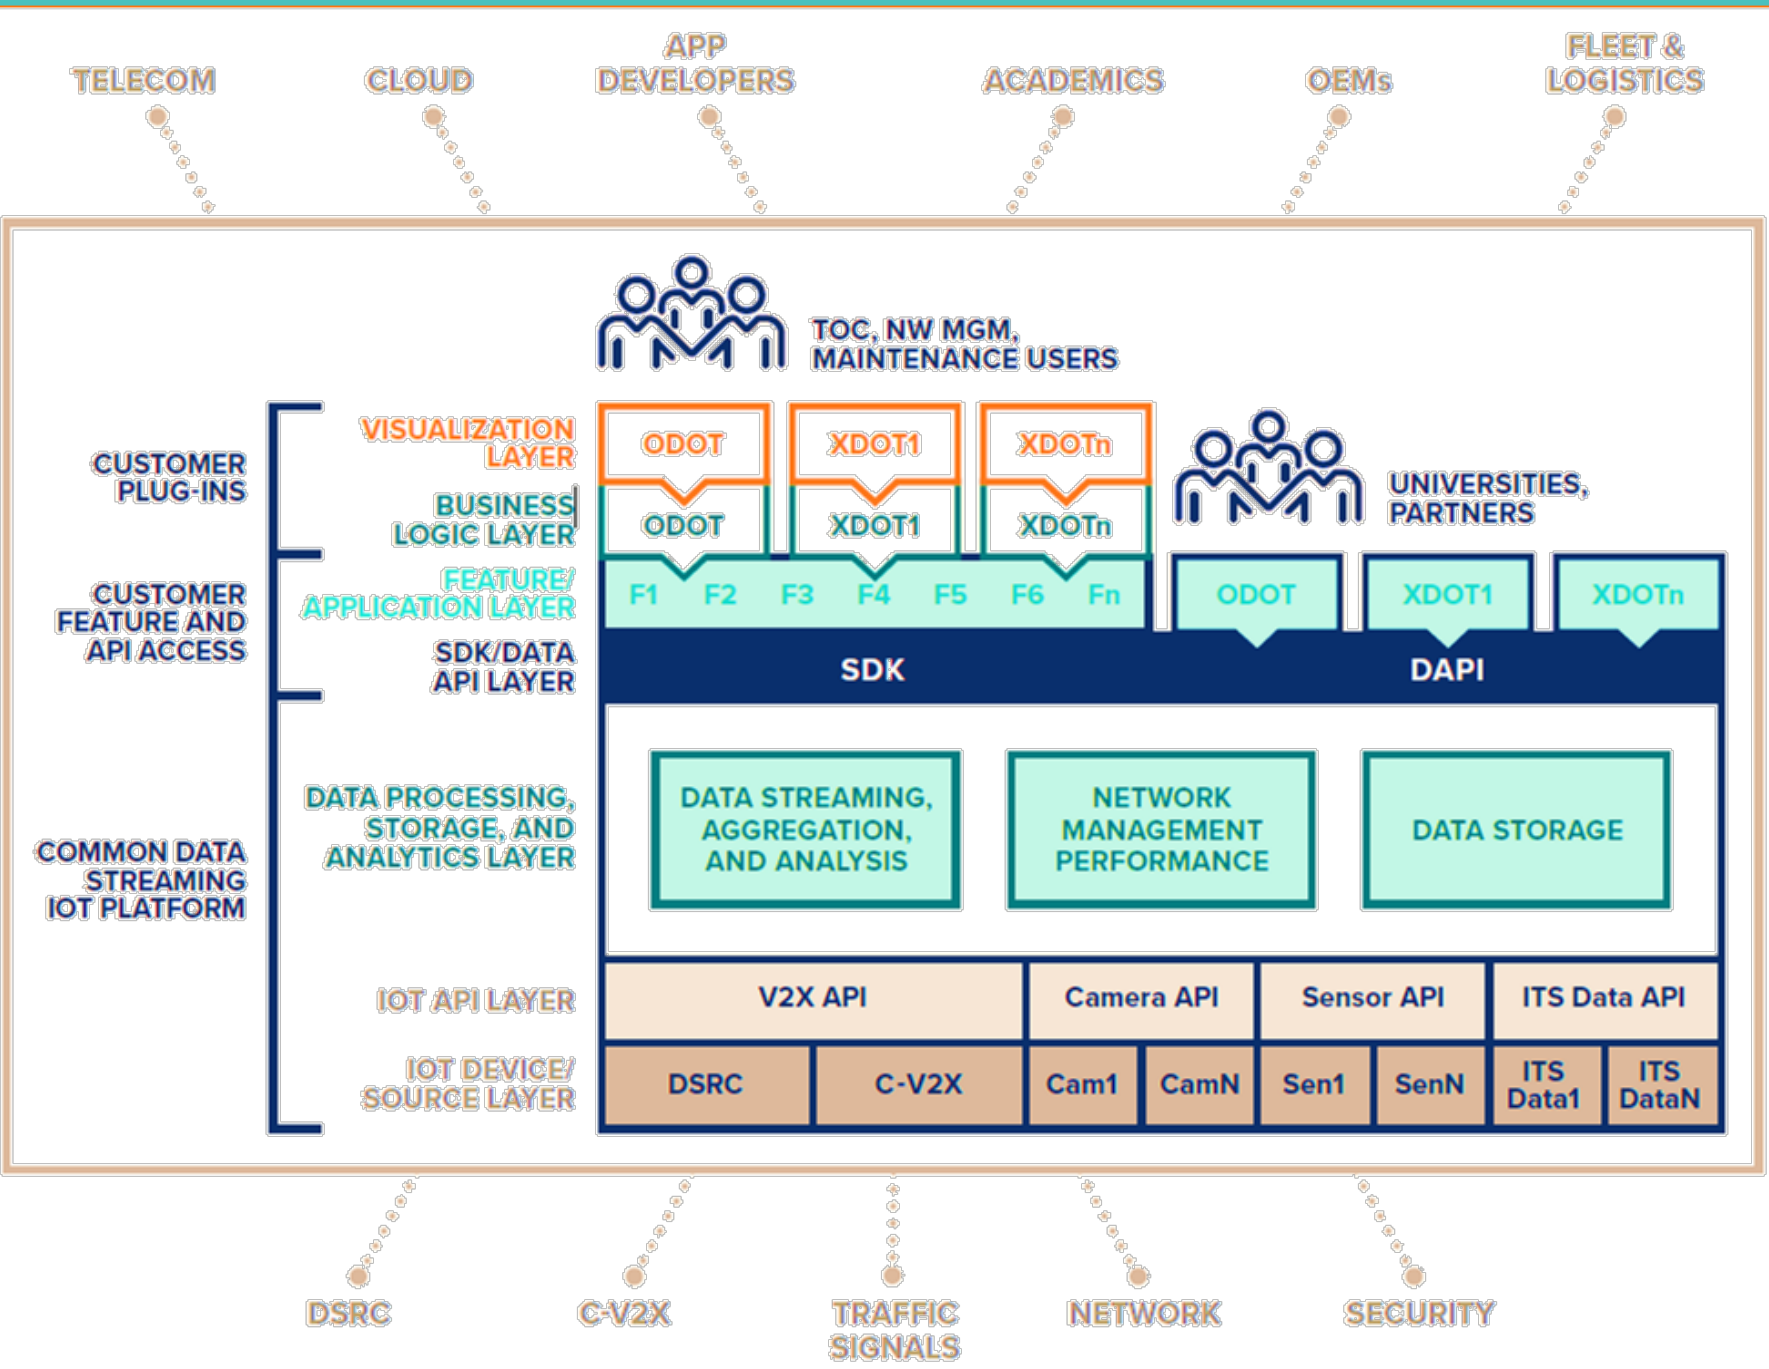 TELECOM
CLOUD
APP
DEVELOPERS
ACADEMICS
OEMs
FLEET &
LOGISTICS
TOC, NW MGM,
MAINTENANCE USERS
UNIVERSITIES,
PARTNERS
CUSTOMER
PLUG-INS
VISUALIZATION
LAYER
ODOT
XDOT1
XDOTn
BUSINESS
LOGIC LAYER
ODOT
XDOT1
XDOTn
CUSTOMER
FEATURE AND
API ACCESS
FEATURE/
APPLICATION LAYER
F1 F2 F3 F4 F5 F6 Fn
ODOT
XDOT1
XDOTn
SDK/DATA
API LAYER
SDK
DAPI
COMMON DATA
STREAMING
IOT PLATFORM
DATA PROCESSING,
STORAGE, AND
ANALYTICS LAYER
DATA STREAMING,
AGGREGATION,
AND ANALYSIS
NETWORK
MANAGEMENT
PERFORMANCE
DATA STORAGE
IOT API LAYER
V2X API
Camera API
Sensor API
ITS Data API
IOT DEVICE/
SOURCE LAYER
DSRC
C-V2X
Cam1
CamN
Sen1
SenN
ITS
Data1
ITS
DataN
DSRC
C-V2X
TRAFFIC
SIGNALS
NETWORK
SECURITY